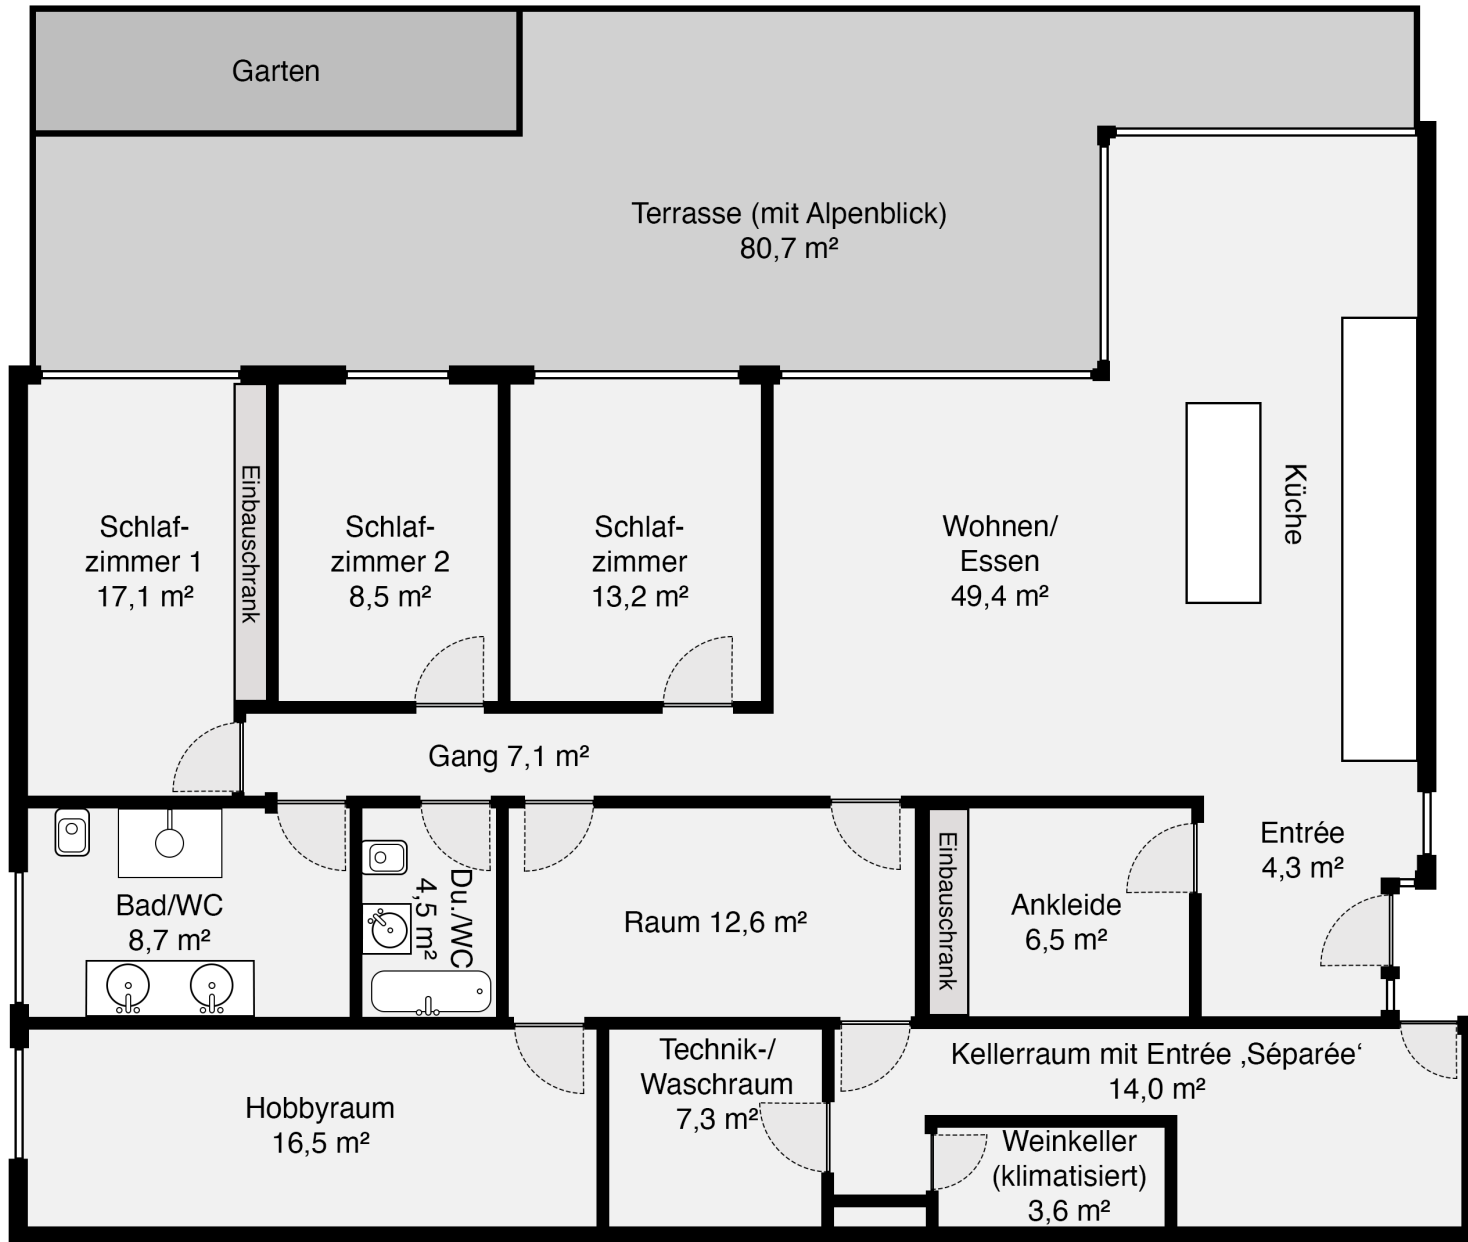 Garten
Terrasse (mit Alpenblick)
80,7 m²
Schlaf-
zimmer 1
17,1 m²
Einbauschrank
Schlaf-
zimmer 2
8,5 m²
Schlaf-
zimmer
13,2 m²
Wohnen/
Essen
49,4 m²
Küche
Gang 7,1 m²
Bad/WC
8,7 m²
Du./WC
4,5 m²
Raum 12,6 m²
Einbauschrank
Ankleide
6,5 m²
Entrée
4,3 m²
Hobbyraum
16,5 m²
Technik-/
Waschraum
7,3 m²
Kellerraum mit Entrée ‚Séparée‘
14,0 m²
Weinkeller
(klimatisiert)
3,6 m²